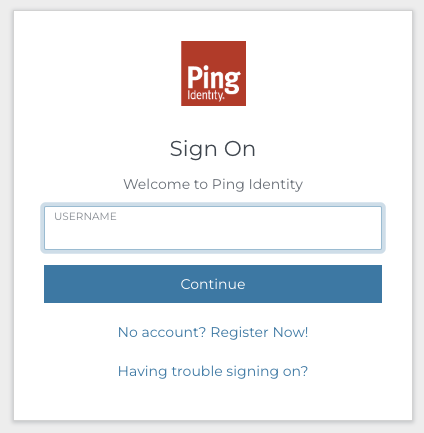 Ping
Identity.
Sign On
Welcome to Ping Identity
USERNAME
Continue
No account? Register Now!
Having trouble signing on?